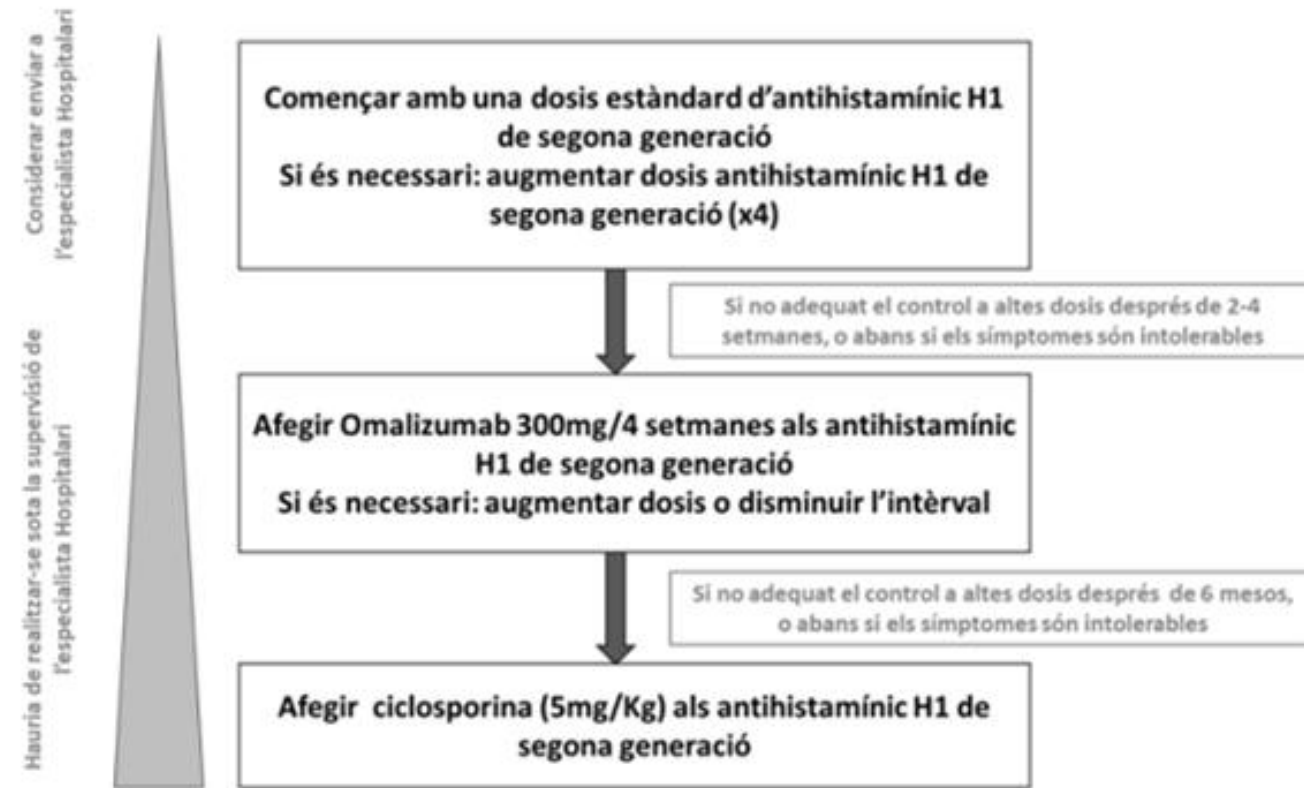 Considerar enviar a
l'especialista Hospitalari
Començar amb una dosis estàndard d'antihistamínic H1
de segona generació
Si és necessari: augmentar dosis antihistamínic H1 de
segona generació (x4)
Si no adequat el control a altes dosis després de 2-4
setmanes, o abans si els símptomes són intolerables
Hauria de realitzar-se sota la supervisió de
l'especialista Hospitalari
Afegir Omalizumab 300mg/4 setmanes als antihistamínic
H1 de segona generació
Si és necessari: augmentar dosis o disminuir l'intèrval
Si no adequat el control a altes dosis després de 6 mesos,
o abans si els símptomes són intolerables
Afegir ciclosporina (5mg/Kg) als antihistamínic H1 de
segona generació